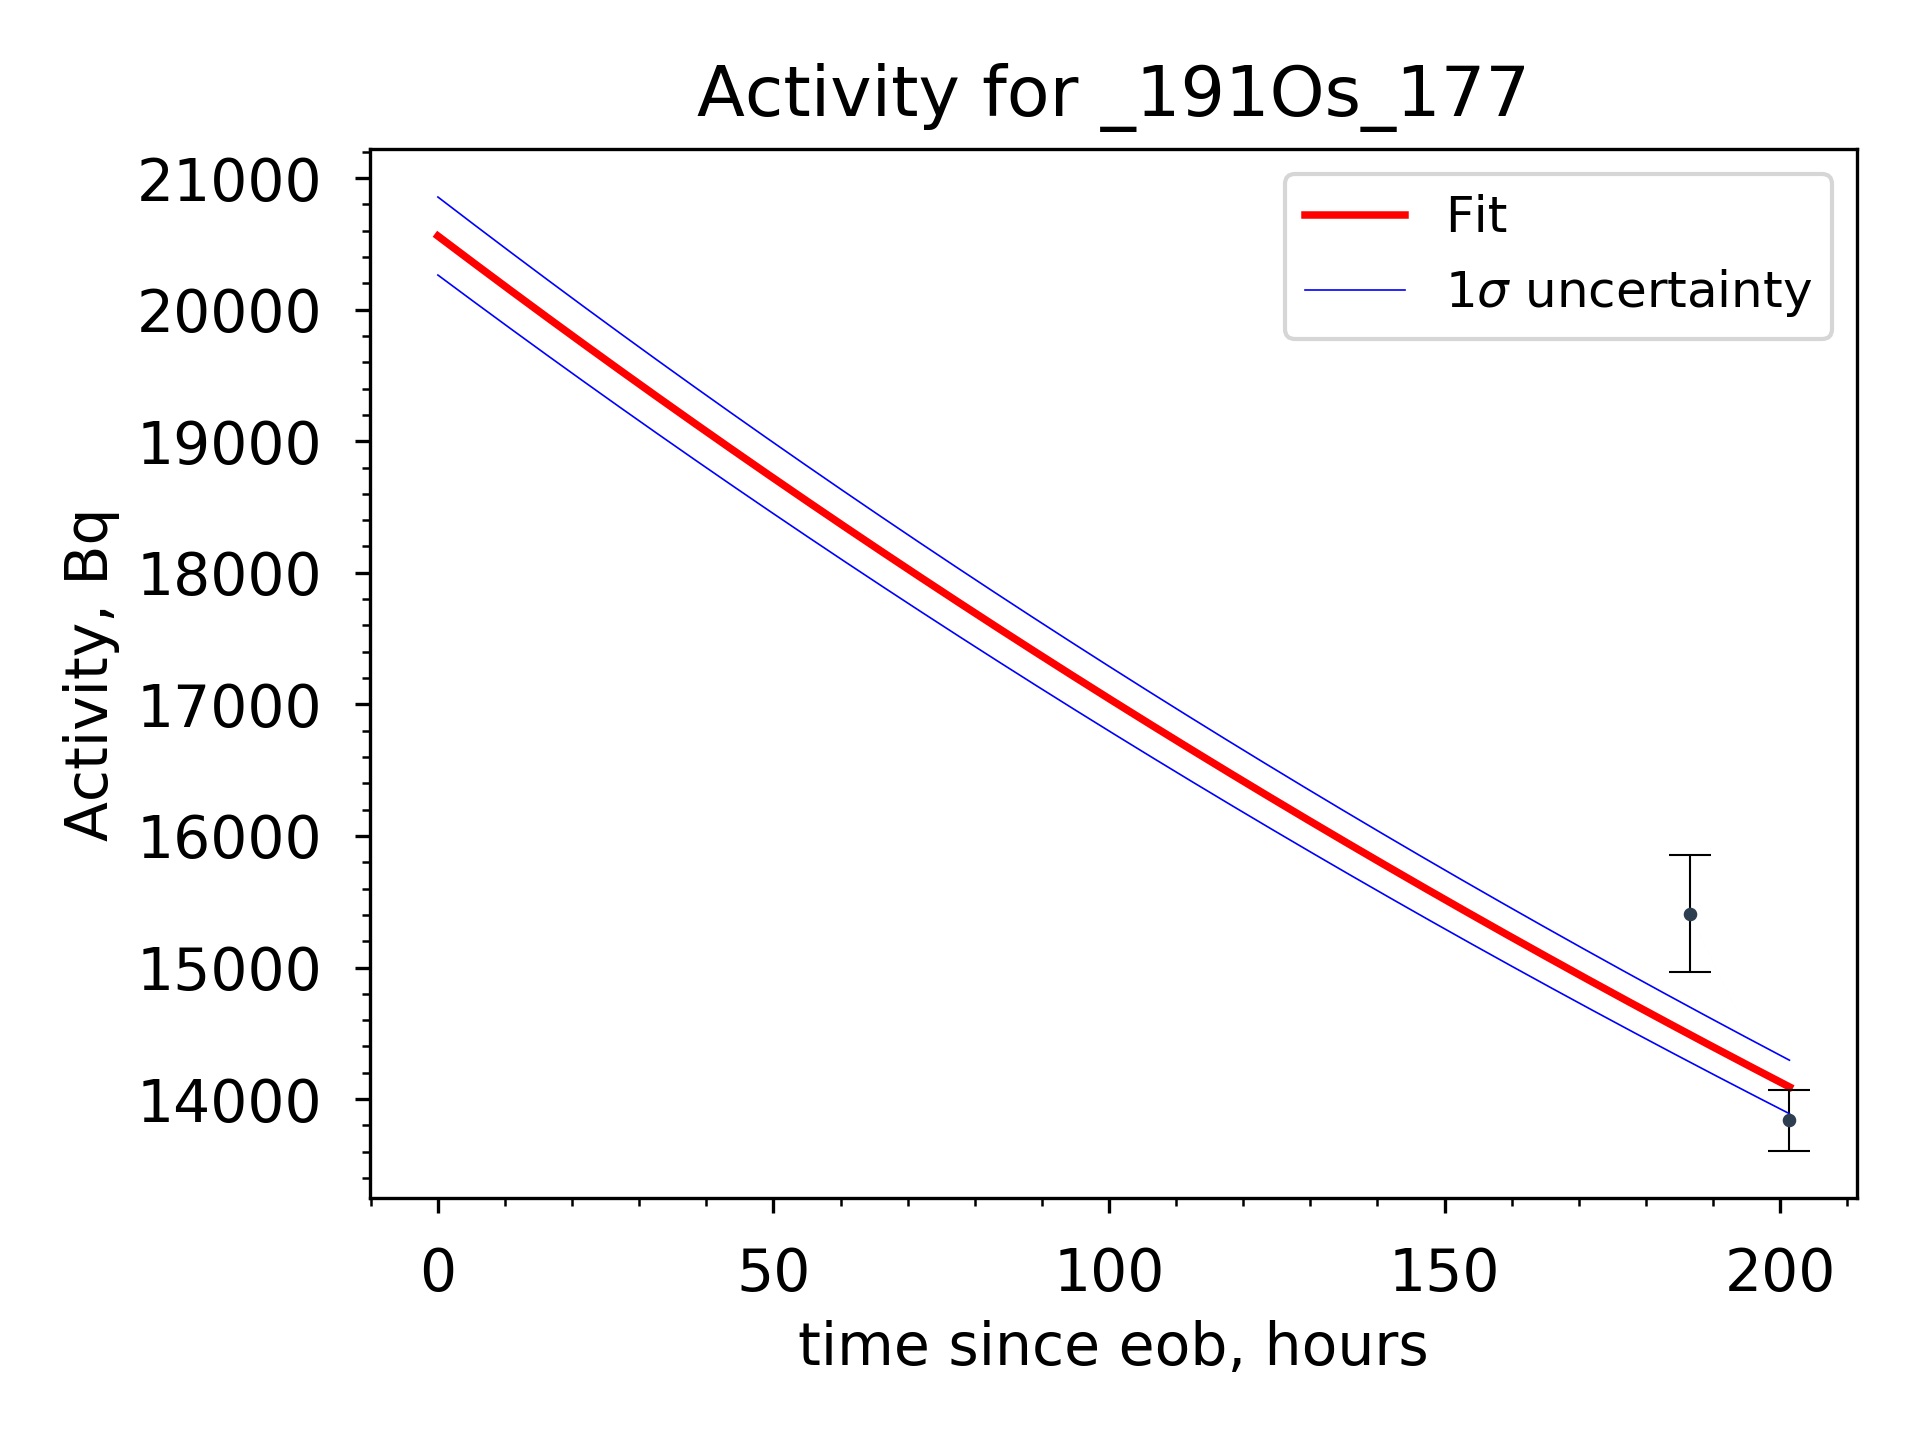 Activity for _191Os_177
Fit
1σ uncertainty
21000
20000
19000
18000
17000
16000
15000
14000
Activity, Bq
0 50 100 150 200
time since eob, hours